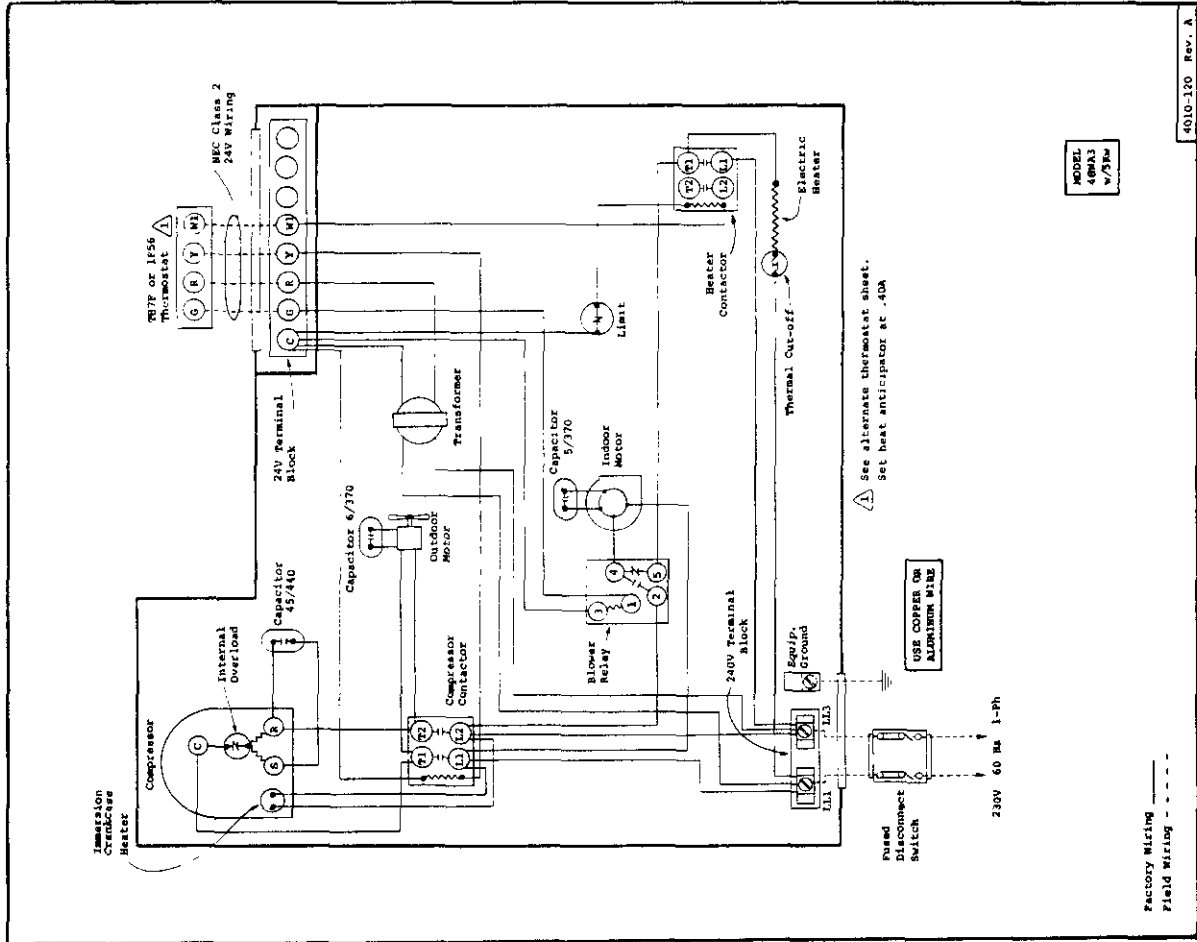 Immersion
Crankcase
Heater
Compressor
C
S
R
Internal
Overload
Capacitor
45/440
24V Terminal
Block
T87F or 1F56
Thermostat
1
NEC Class 2
24V Wiring
G
R
Y
W1
C
G
R
Y
W1
Capacitor 6/370
Outdoor
Motor
Transformer
Compressor
Contactor
T1
T2
L1
L2
Blower
Relay
3
1
4
2
5
Capacitor
5/370
Indoor
Motor
Limit
Heater
Contactor
T2
T1
L2
L1
Electric
Heater
Thermal Cut-off
240V Terminal
Block
Equip.
Ground
LL1
LL3
Fused
Disconnect
Switch
230V 60 Hz 1-Ph
USE COPPER OR
ALUMINUM WIRE
1 See alternate thermostat sheet.
Set heat anticipator at .40A
MODEL
48WA3
w/5Kw
Factory Wiring
Field Wiring
4010-120 Rev. A